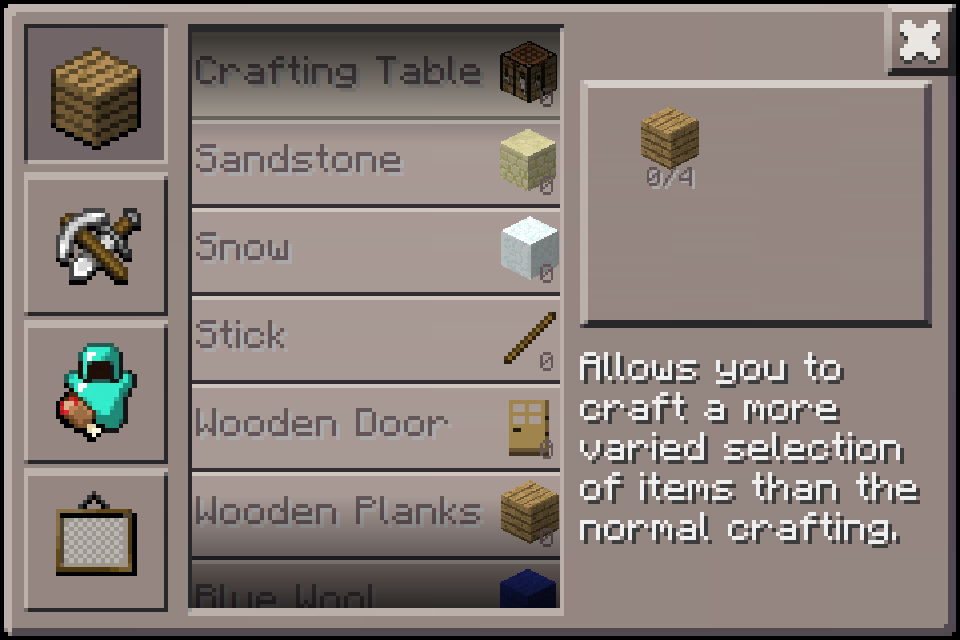 Crafting Table
0
Sandstone
0
Snow
0
Stick
0
Wooden Door
0
Wooden Planks
0
Blue Wool
0/4
Allows you to
craft a more
varied selection
of items than the
normal crafting.